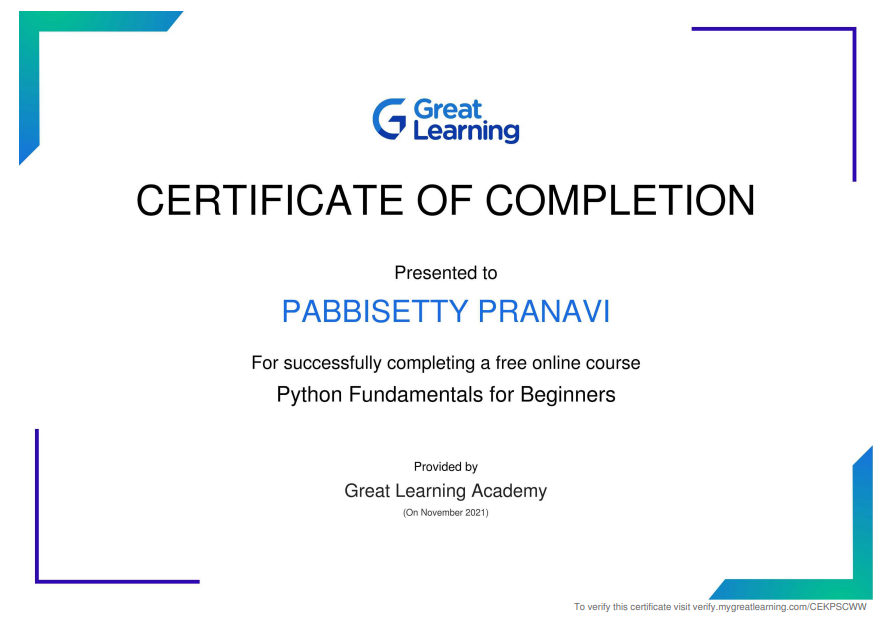 Great
Learning
CERTIFICATE OF COMPLETION
Presented to
PABBISETTY PRANAVI
For successfully completing a free online course
Python Fundamentals for Beginners
Provided by
Great Learning Academy
(On November 2021)
To verify this certificate visit verify.mygreatlearning.com/CEKPSCWW